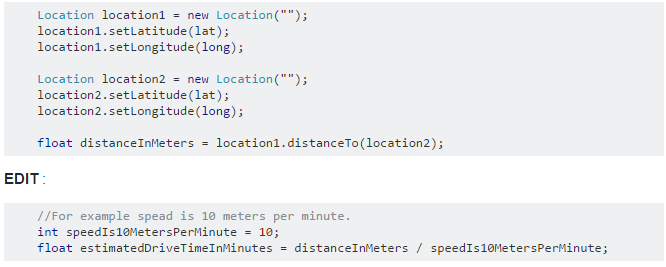 Location location1 = new Location("");
location1.setLatitude(lat);
location1.setLongitude(long);
Location location2 = new Location("");
location2.setLatitude(lat);
location2.setLongitude(long);
float distanceInMeters = location1.distanceTo(location2);
EDIT :
//For example spead is 10 meters per minute.
int speedIs10MetersPerMinute = 10;
float estimatedDriveTimeInMinutes = distanceInMeters / speedIs10MetersPerMinute;